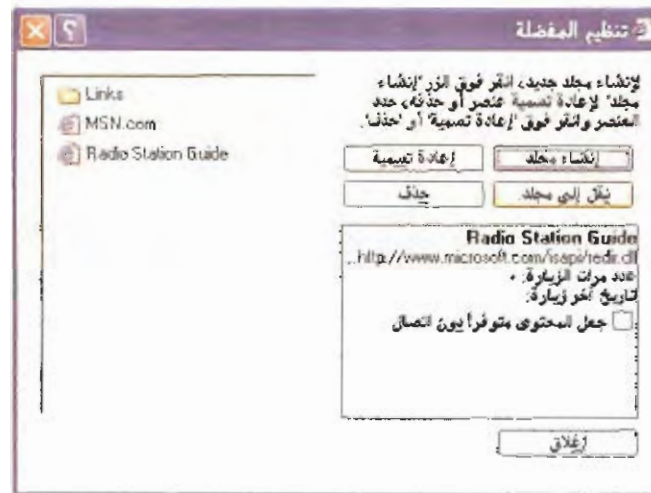 تنظيم المفضلة
لإنشاء مجلد جديد، انقر فوق الزر 'إنشاء
مجلد' لإعادة تسمية عنصر أو حذفه، حدد
العنصر وانقر فوق 'إعادة تسمية' أو 'حذف'.
إنشاء مجلد
إعادة تسمية
نقل إلى مجلد
حذف
Radio Station Guide
http://www.microsoft.com/isapi/redir.dll...
عدد مرات الزيارة: ٠
تاريخ آخر زيارة:
جعل المحتوى متوفراً بدون اتصال
إغلاق
Links
MSN.com
Radio Station Guide